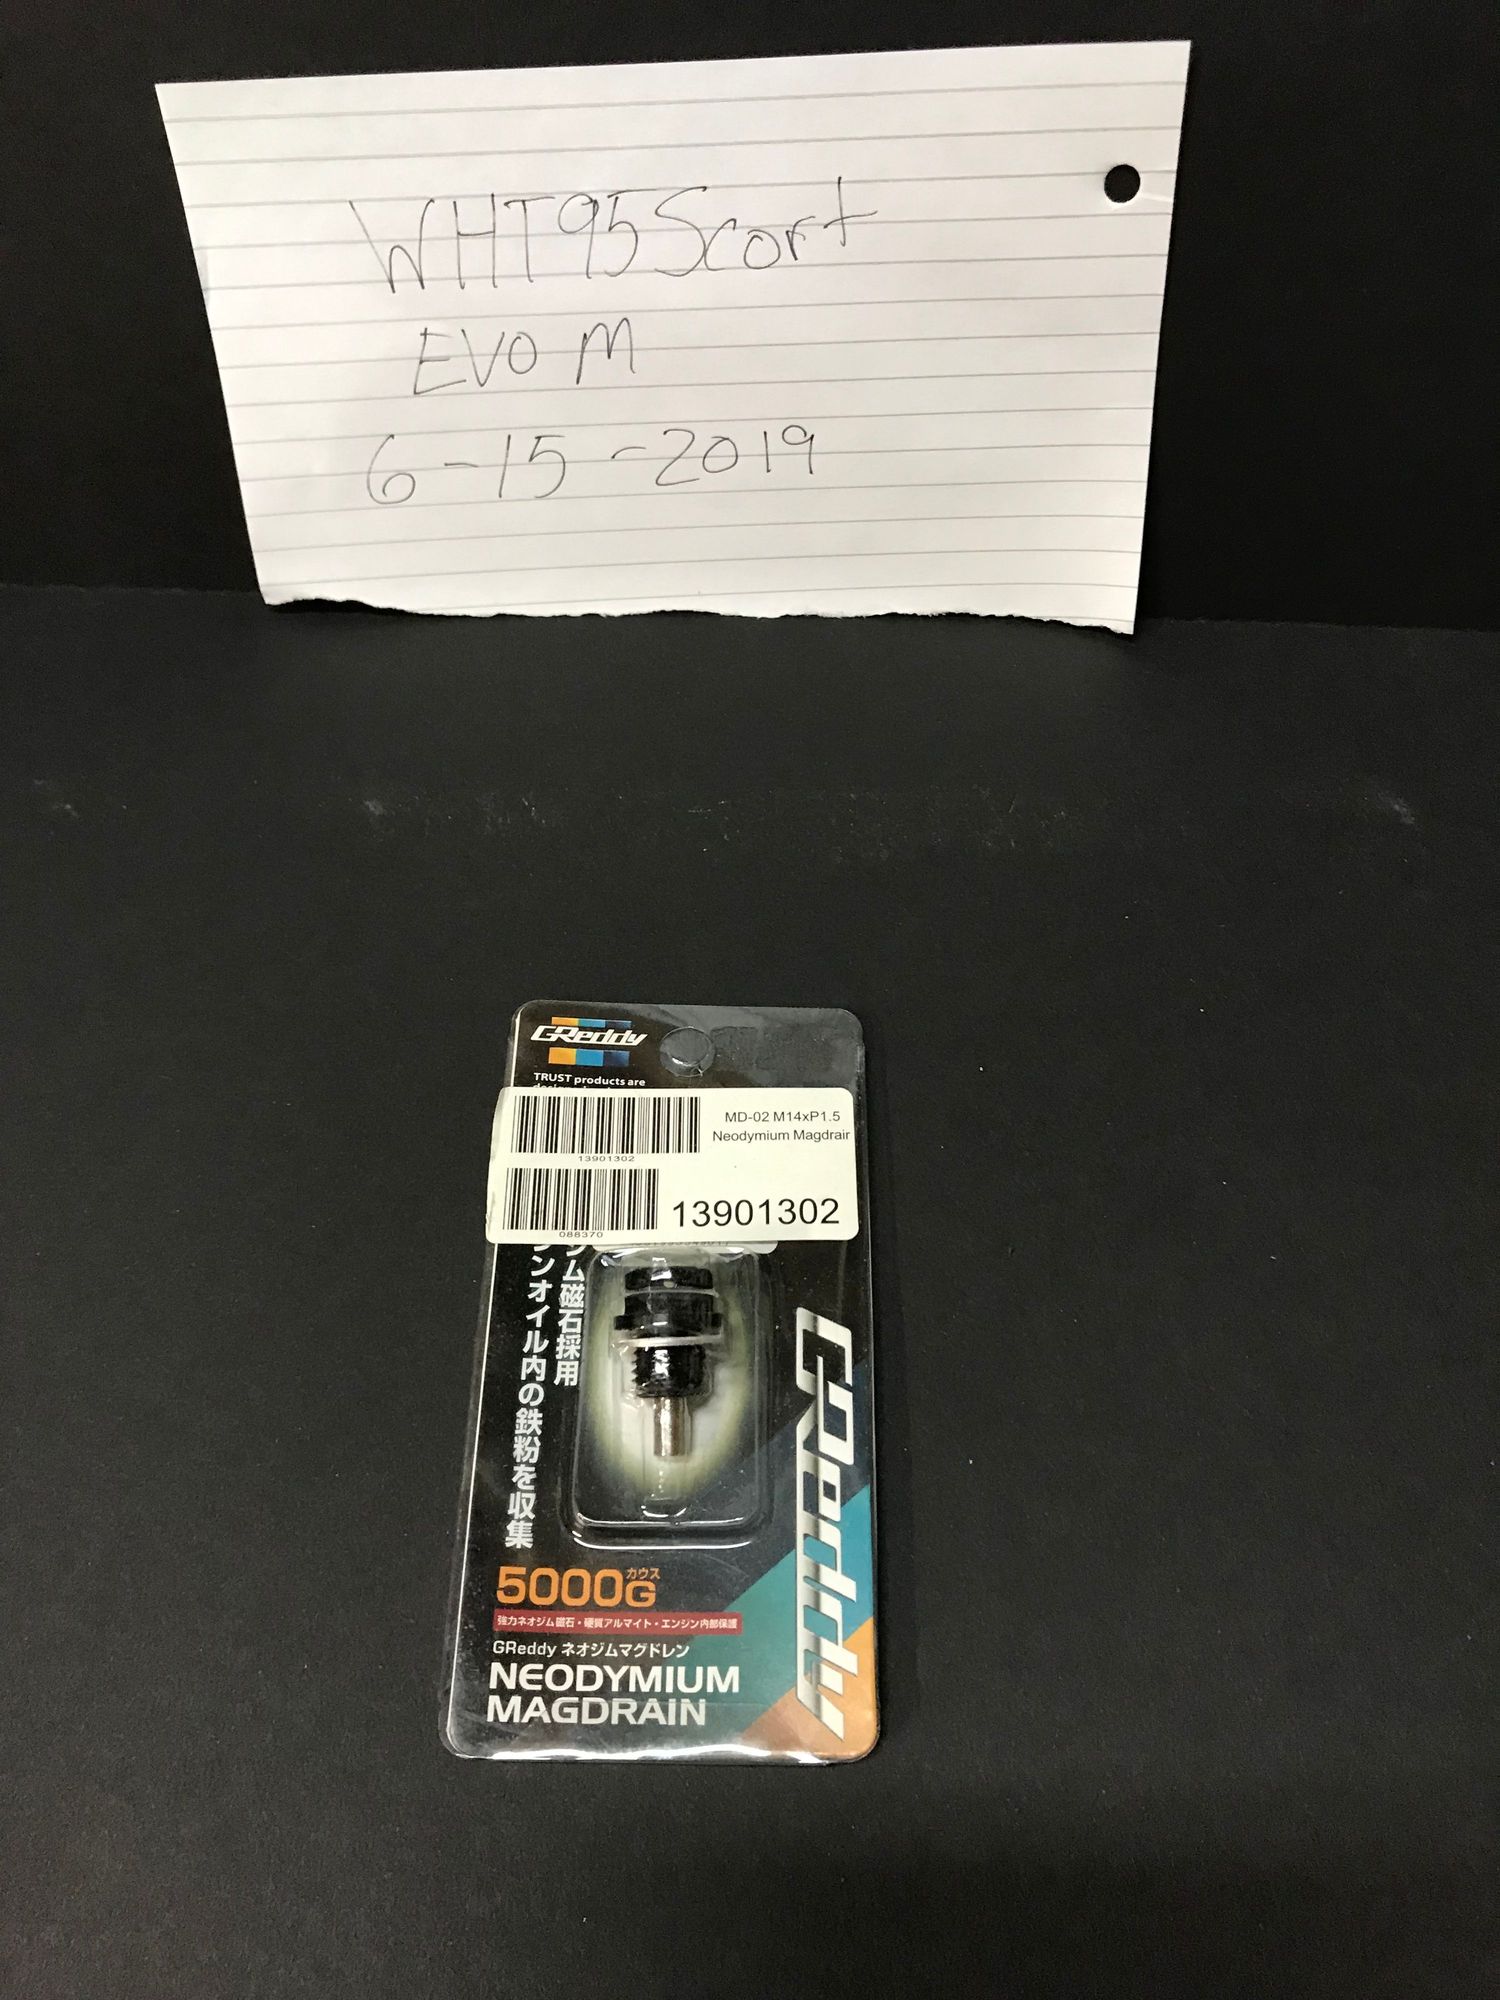 WHT95Scort
EVO M
6-15-2019
GReddy
TRUST products are
MD-02 M14xP1.5
Neodymium Magdrain
13901302
13901302
088370
ム磁石採用
ンオイル内の鉄粉を収集
GReddy
5000G
ガウス
強力ネオジム磁石・硬質アルマイト・エンジン内部保護
GReddy ネオジムマグドレン
NEODYMIUM
MAGDRAIN